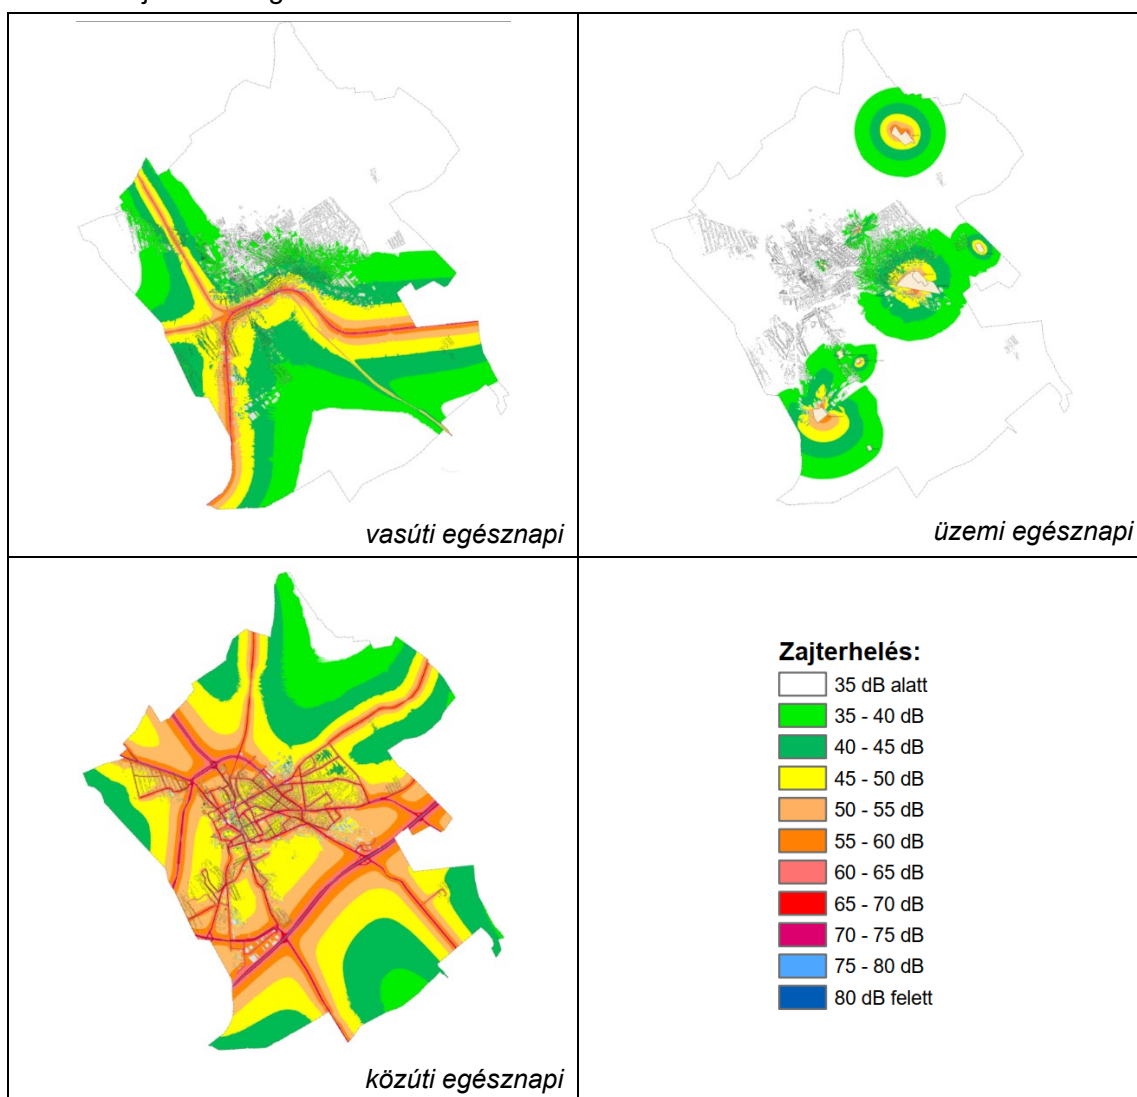 vasúti egésznapi
üzemi egésznapi
közúti egésznapi
Zajterhelés:
35 dB alatt
35 - 40 dB
40 - 45 dB
45 - 50 dB
50 - 55 dB
55 - 60 dB
60 - 65 dB
65 - 70 dB
70 - 75 dB
75 - 80 dB
80 dB felett